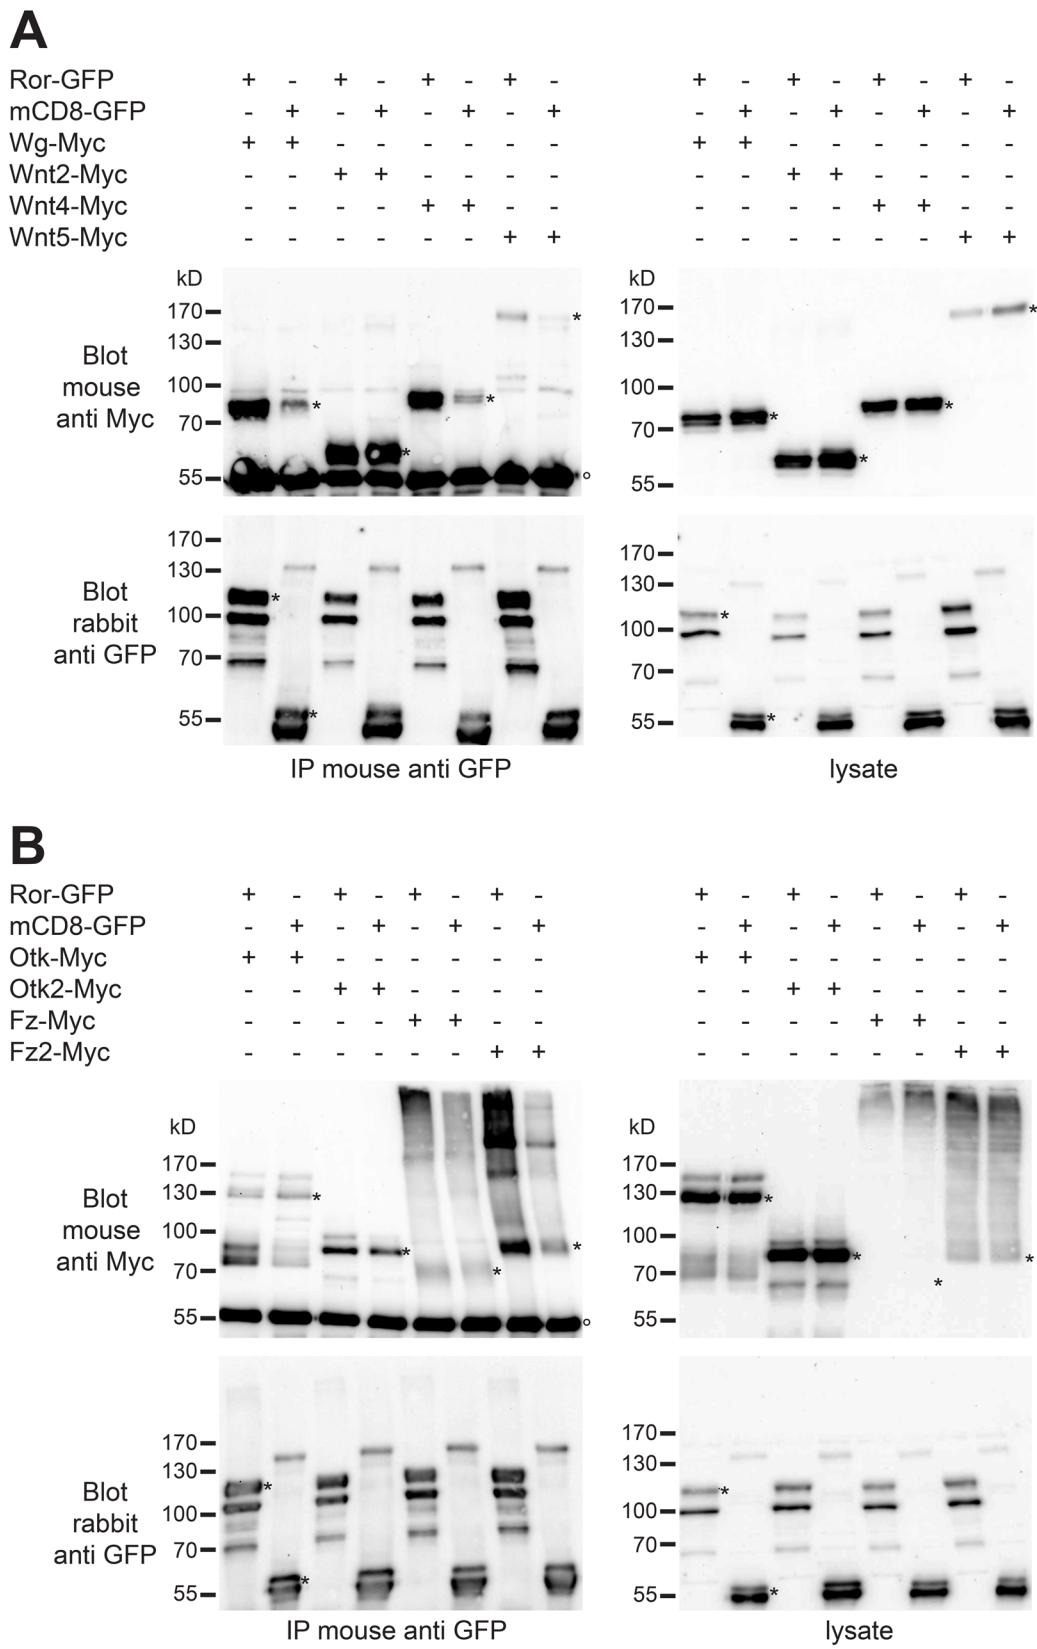 A
Ror-GFP + - + - + - + - + - + - + - + -
mCD8-GFP - + - + - + - + - + - + - + - +
Wg-Myc + + - - - - - - + + - - - - - -
Wnt2-Myc - - + + - - - - - - + + - - - -
Wnt4-Myc - - - - + + - - - - - - + + - -
Wnt5-Myc - - - - - - + + - - - - - - + +
kD kD
170 * 170 *
130 130
Blot
mouse
anti Myc
100 * 100 *
70 * 70 * *
55 ° 55
170 170
130 130
Blot
rabbit
anti GFP
* *
100 100
70 70
55 * 55 *
IP mouse anti GFP lysate
B
Ror-GFP + - + - + - + - + - + - + - + -
mCD8-GFP - + - + - + - + - + - + - + - +
Otk-Myc + + - - - - - - + + - - - - - -
Otk2-Myc - - + + - - - - - - + + - - - -
Fz-Myc - - - - + + - - - - - - + + - -
Fz2-Myc - - - - - - + + - - - - - - + +
kD kD
170 170
130 * 130 *
Blot
mouse
anti Myc
100 * * 100 * *
70 * 70 *
55 ° 55
170 170
130 * 130 *
Blot
rabbit
anti GFP
100 100
70 70
55 * 55 *
IP mouse anti GFP lysate